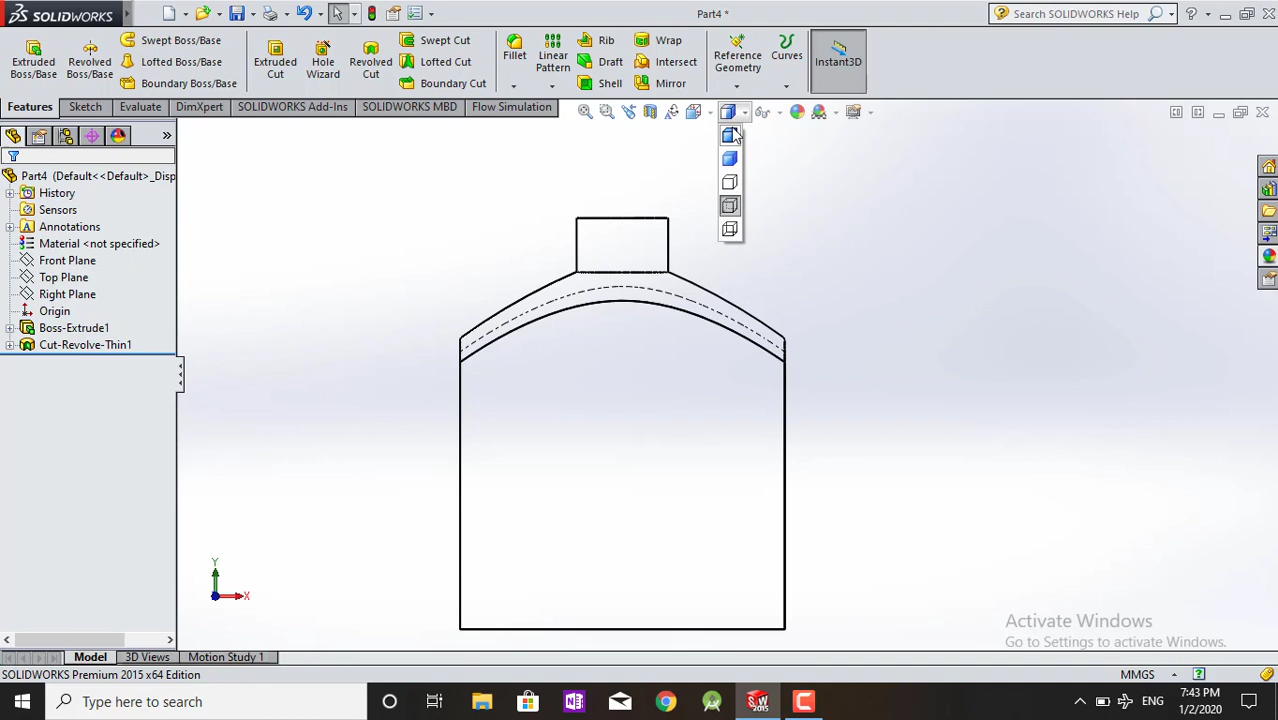 SOLIDWORKS
Part4 *
Search SOLIDWORKS Help
Extruded Boss/Base
Revolved Boss/Base
Swept Boss/Base
Lofted Boss/Base
Boundary Boss/Base
Extruded Cut
Hole Wizard
Revolved Cut
Swept Cut
Lofted Cut
Boundary Cut
Fillet
Linear Pattern
Rib
Draft
Shell
Wrap
Intersect
Mirror
Reference Geometry
Curves
Instant3D
Features
Sketch
Evaluate
DimXpert
SOLIDWORKS Add-Ins
SOLIDWORKS MBD
Flow Simulation
Part4 (Default<<Default>_Disp
History
Sensors
Annotations
Material <not specified>
Front Plane
Top Plane
Right Plane
Origin
Boss-Extrude1
Cut-Revolve-Thin1
Y
X
Activate Windows
Go to Settings to activate Windows.
Model
3D Views
Motion Study 1
SOLIDWORKS Premium 2015 x64 Edition
MMGS
Type here to search
ENG
7:43 PM
1/2/2020